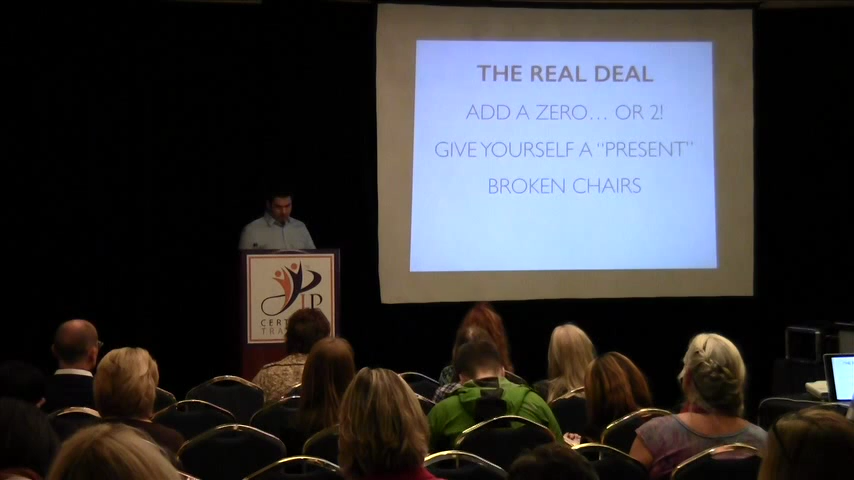 THE REAL DEAL
ADD A ZERO... OR 2!
GIVE YOURSELF A “PRESENT”
BROKEN CHAIRS